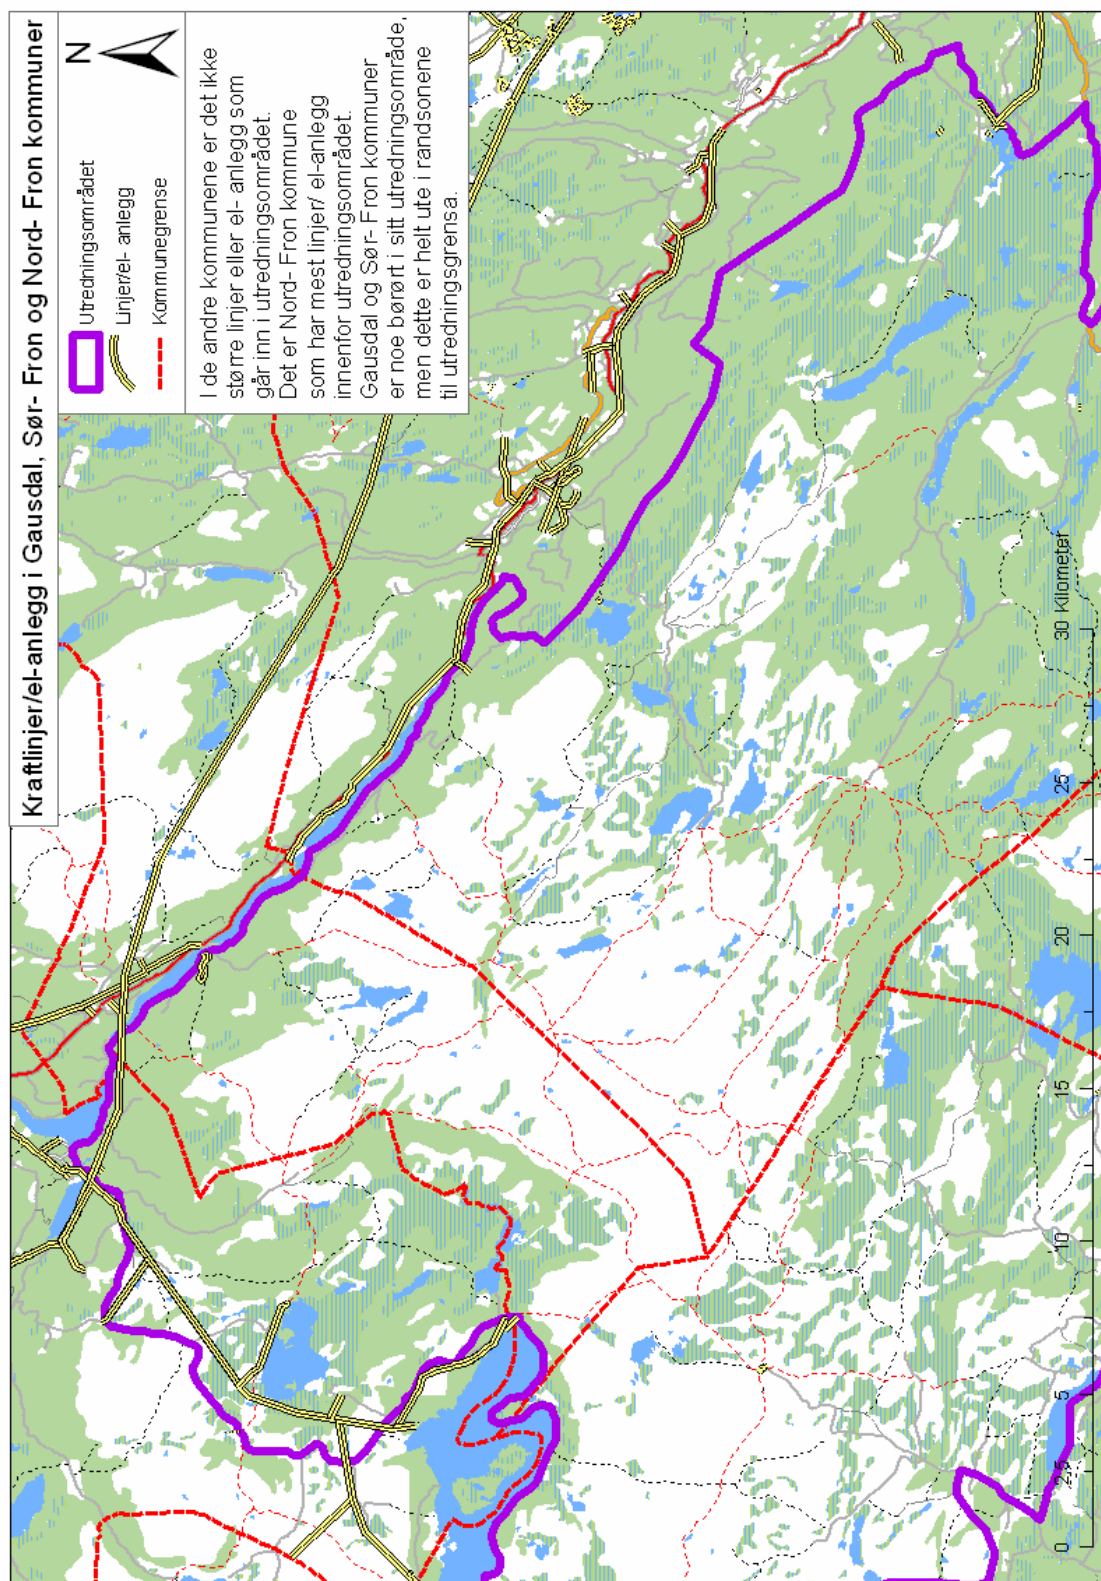 Kraftlinjer/el-anlegg i Gausdal, Sør- Fron og Nord- Fron kommuner
N
Utredningsområdet
Linjer/el- anlegg
Kommunegrense
I de andre kommunene er det ikke
større linjer eller el- anlegg som
går inn i utredningsområdet.
Det er Nord- Fron kommune
som har mest linjer/ el-anlegg
innenfor utredningsområdet.
Gausdal og Sør- Fron kommuner
er noe børørt i sitt utredningsområde,
men dette er helt ute i randsonene
til utredningsgrensa.
0 2,5 5 10 15 20 25 30 Kilometer